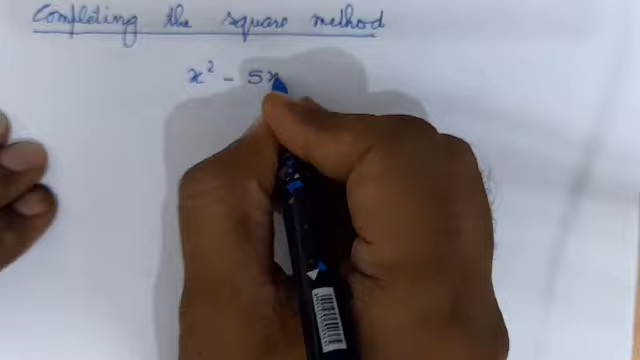 Completing the square method
x² - 5x